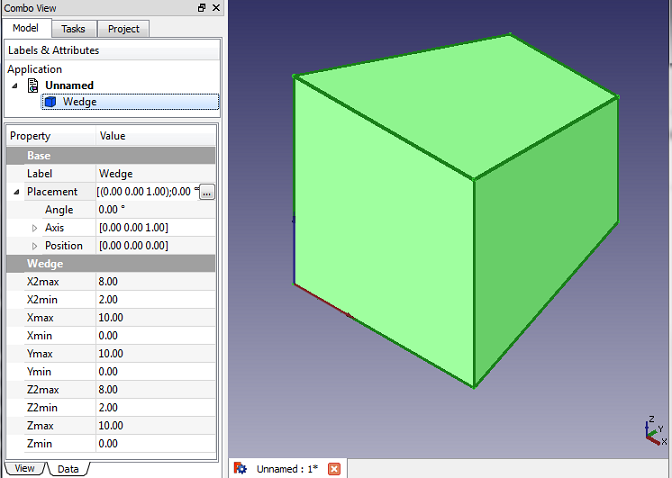 Combo View
Model Tasks Project
Labels & Attributes
Application
Unnamed
Wedge
Property Value
Base
Label Wedge
Placement [(0.00 0.00 1.00);0.00 ° ...
Angle 0.00 °
Axis [0.00 0.00 1.00]
Position [0.00 0.00 0.00]
Wedge
X2max 8.00
X2min 2.00
Xmax 10.00
Xmin 0.00
Ymax 10.00
Ymin 0.00
Z2max 8.00
Z2min 2.00
Zmax 10.00
Zmin 0.00
View Data
Z
Y
X
Unnamed : 1*